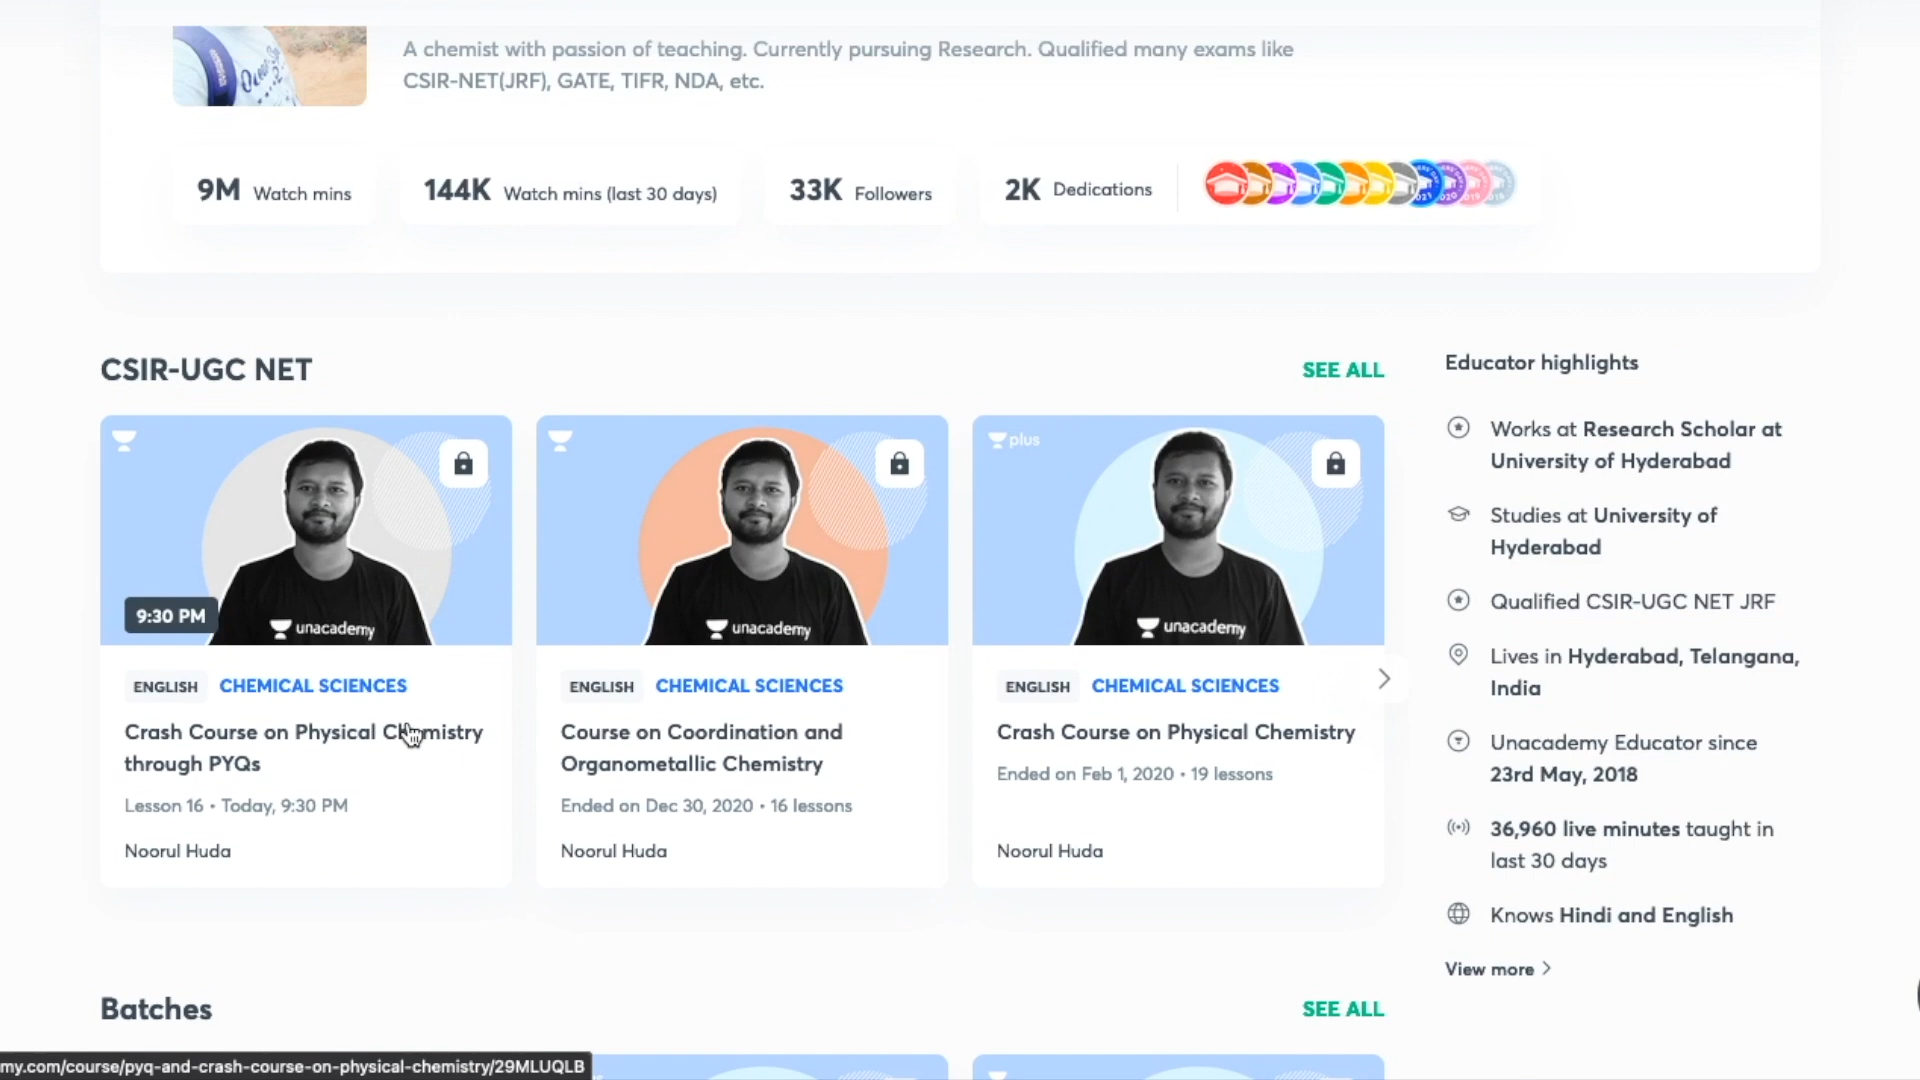 A chemist with passion of teaching. Currently pursuing Research. Qualified many exams like
CSIR-NET(JRF), GATE, TIFR, NDA, etc.
9M Watch mins
144K Watch mins (last 30 days)
33K Followers
2K Dedications
CSIR-UGC NET
SEE ALL
9:30 PM
unacademy
ENGLISH CHEMICAL SCIENCES
Crash Course on Physical Chemistry
through PYQs
Lesson 16 • Today, 9:30 PM
Noorul Huda
unacademy
ENGLISH CHEMICAL SCIENCES
Course on Coordination and
Organometallic Chemistry
Ended on Dec 30, 2020 • 16 lessons
Noorul Huda
plus
unacademy
ENGLISH CHEMICAL SCIENCES
Crash Course on Physical Chemistry
Ended on Feb 1, 2020 • 19 lessons
Noorul Huda
Educator highlights
Works at Research Scholar at
University of Hyderabad
Studies at University of
Hyderabad
Qualified CSIR-UGC NET JRF
Lives in Hyderabad, Telangana,
India
Unacademy Educator since
23rd May, 2018
36,960 live minutes taught in
last 30 days
Knows Hindi and English
View more
Batches
SEE ALL
my.com/course/pyq-and-crash-course-on-physical-chemistry/29MLUQLB